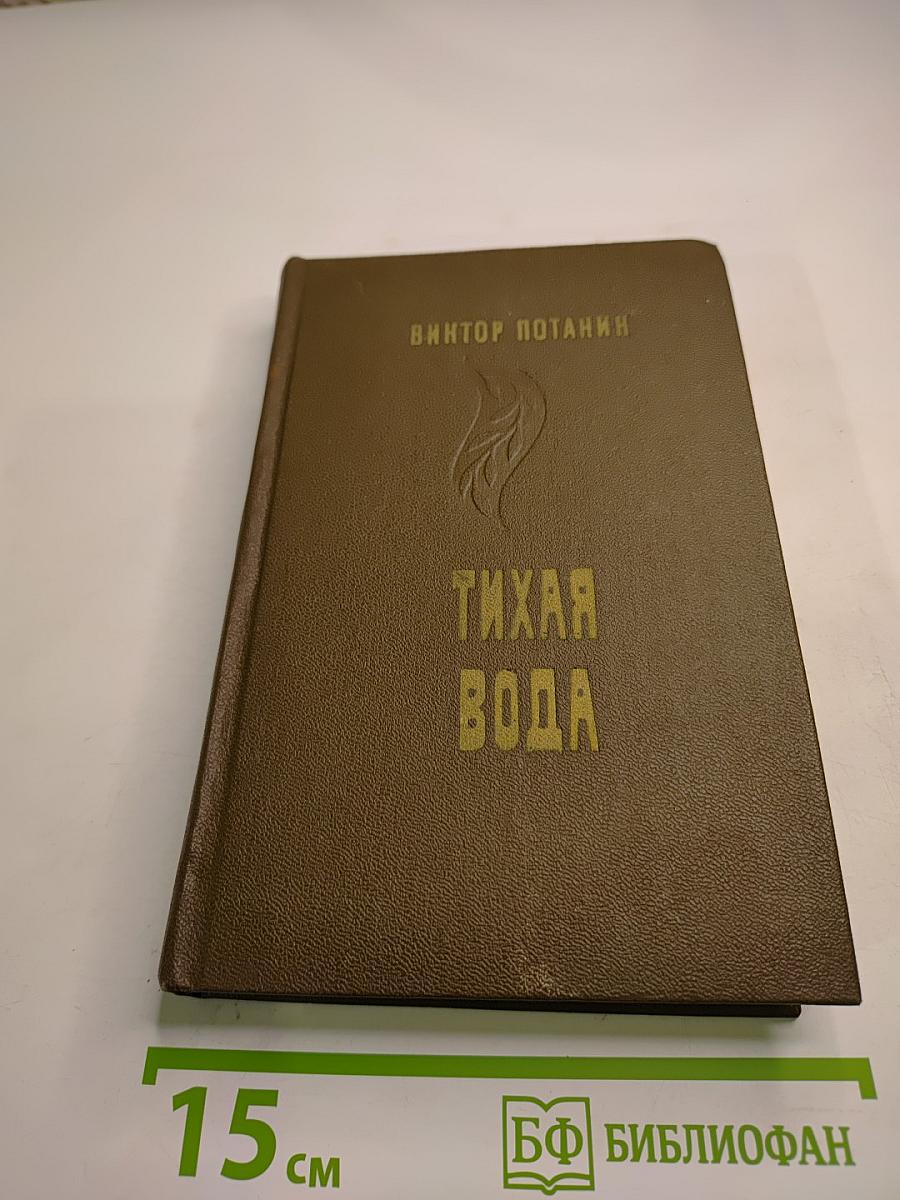 ВИКТОР ПОТАНИН
ТИХАЯ
ВОДА
15 см
БФ БИБЛИОФАН